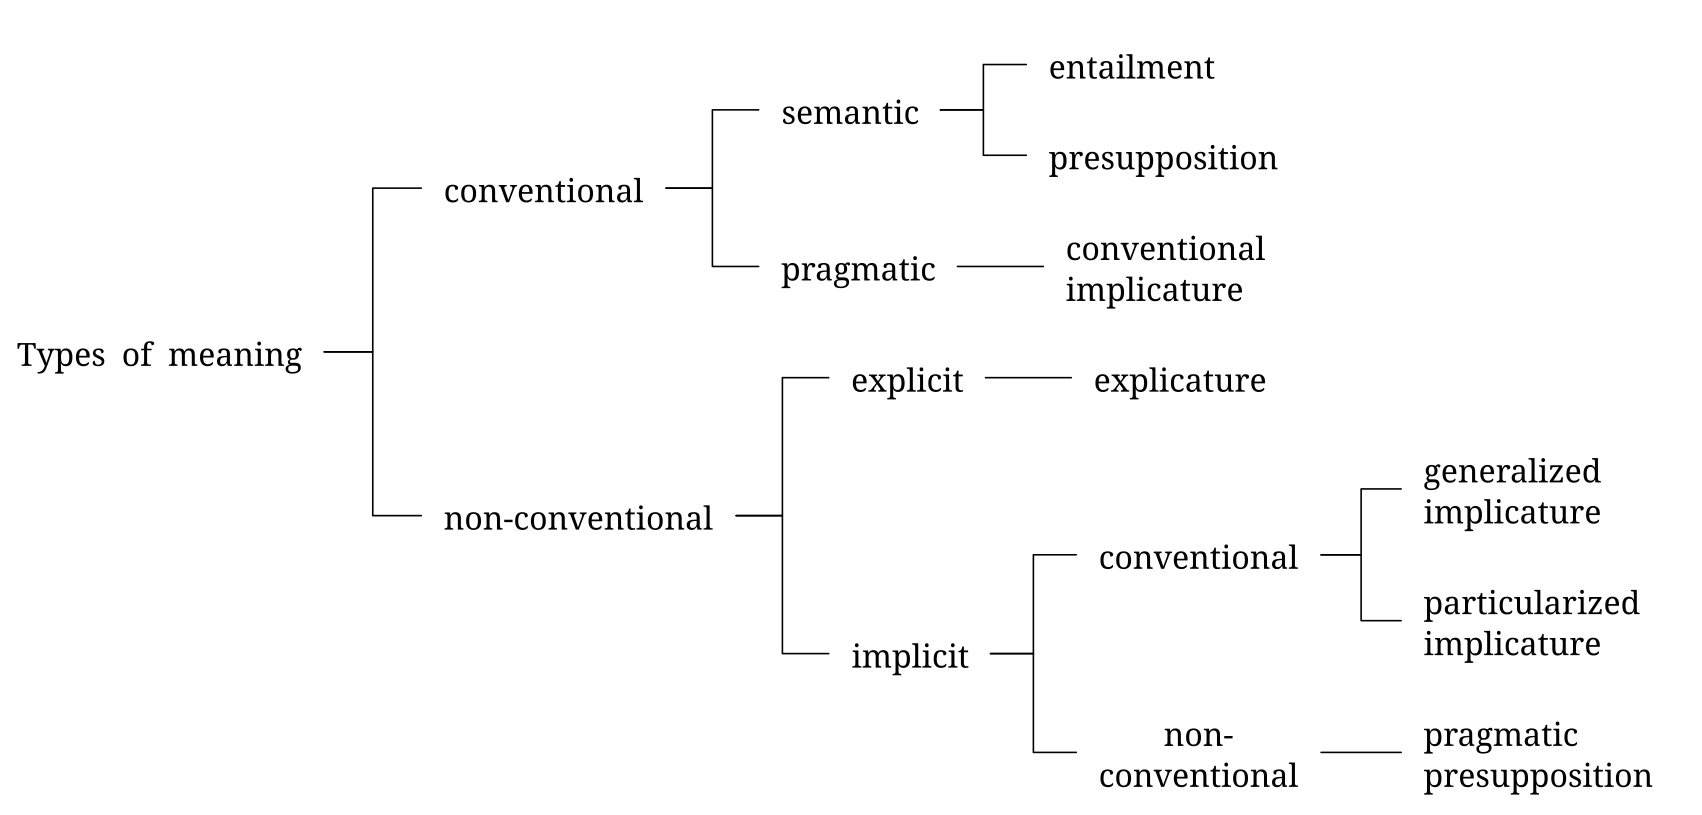 entailment
semantic
presupposition
conventional
conventional
implicature
pragmatic
Types of meaning
explicit
explicature
generalized
implicature
non-conventional
conventional
particularized
implicature
implicit
non-
conventional
pragmatic
presupposition